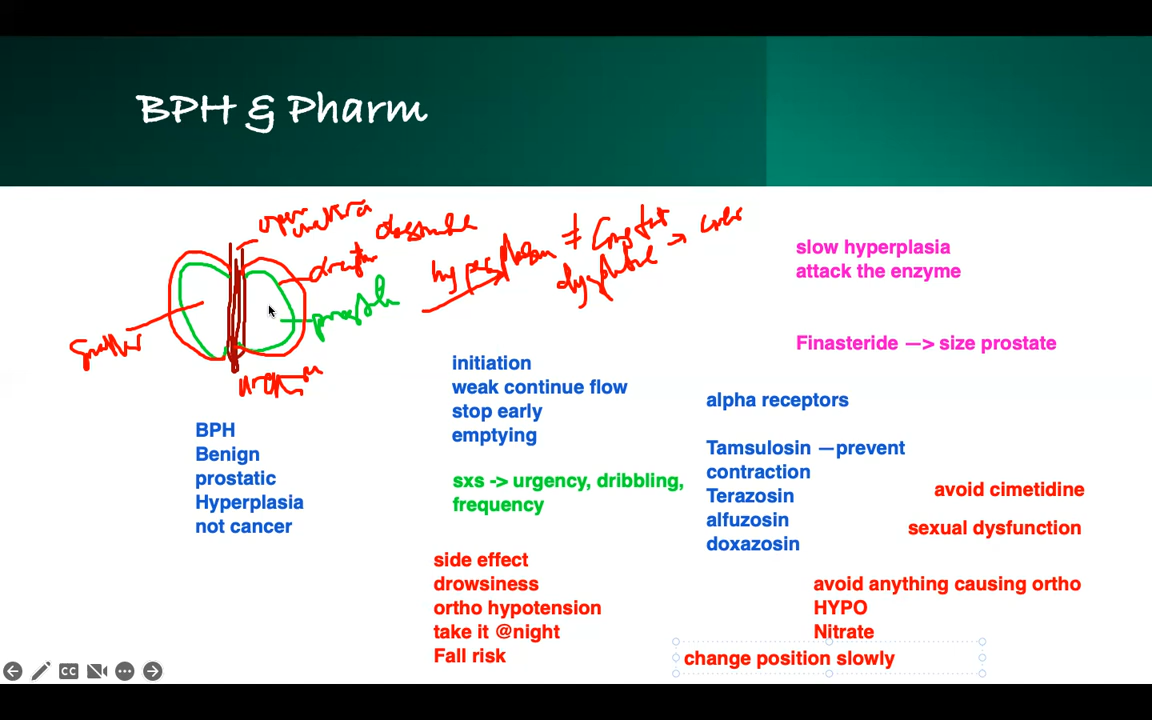 BPH & Pharm
hyperplasia ≠
slow hyperplasia
attack the enzyme
Finasteride —> size prostate
initiation
weak continue flow
stop early
emptying
alpha receptors
BPH
Benign
prostatic
Hyperplasia
not cancer
sxs -> urgency, dribbling,
frequency
Tamsulosin —prevent
contraction
Terazosin
alfuzosin
doxazosin
avoid cimetidine
sexual dysfunction
side effect
drowsiness
ortho hypotension
take it @night
Fall risk
avoid anything causing ortho
HYPO
Nitrate
change position slowly
CC